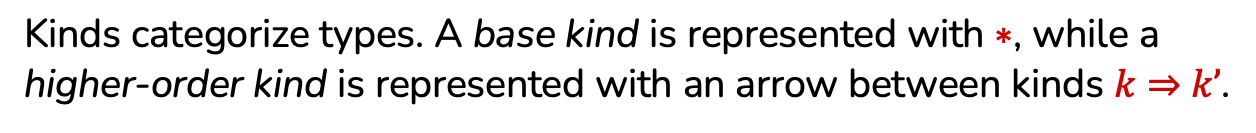 Kinds categorize types. A base kind is represented with *, while a
higher-order kind is represented with an arrow between kinds k ⇒ k’.